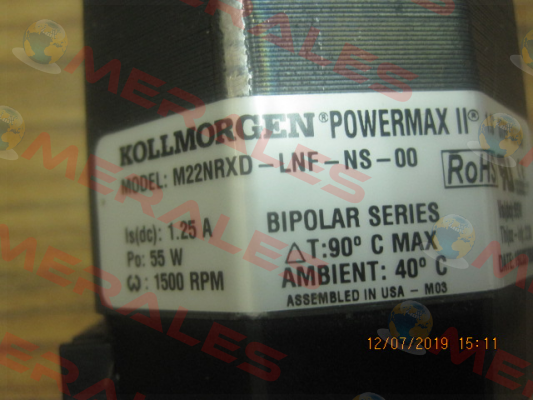 KOLLMORGEN® POWERMAX II®
MODEL: M22NRXD-LNF-NS-00
RoHS
Is(dc): 1.25 A
Po: 55 W
ω: 1500 RPM
BIPOLAR SERIES
△T:90° C MAX
AMBIENT: 40° C
ASSEMBLED IN USA - M03
12/07/2019 15:11
MERALES